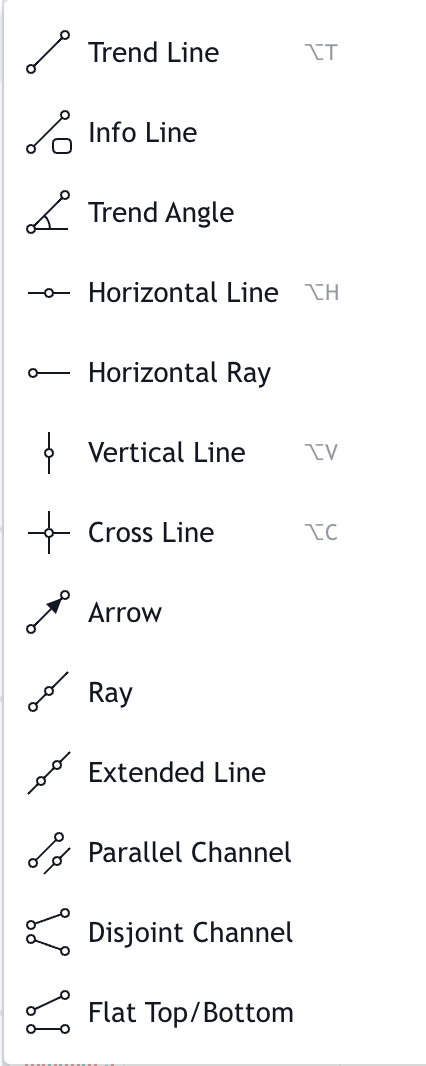 Trend Line ⌥T
Info Line
Trend Angle
Horizontal Line ⌥H
Horizontal Ray
Vertical Line ⌥V
Cross Line ⌥C
Arrow
Ray
Extended Line
Parallel Channel
Disjoint Channel
Flat Top/Bottom